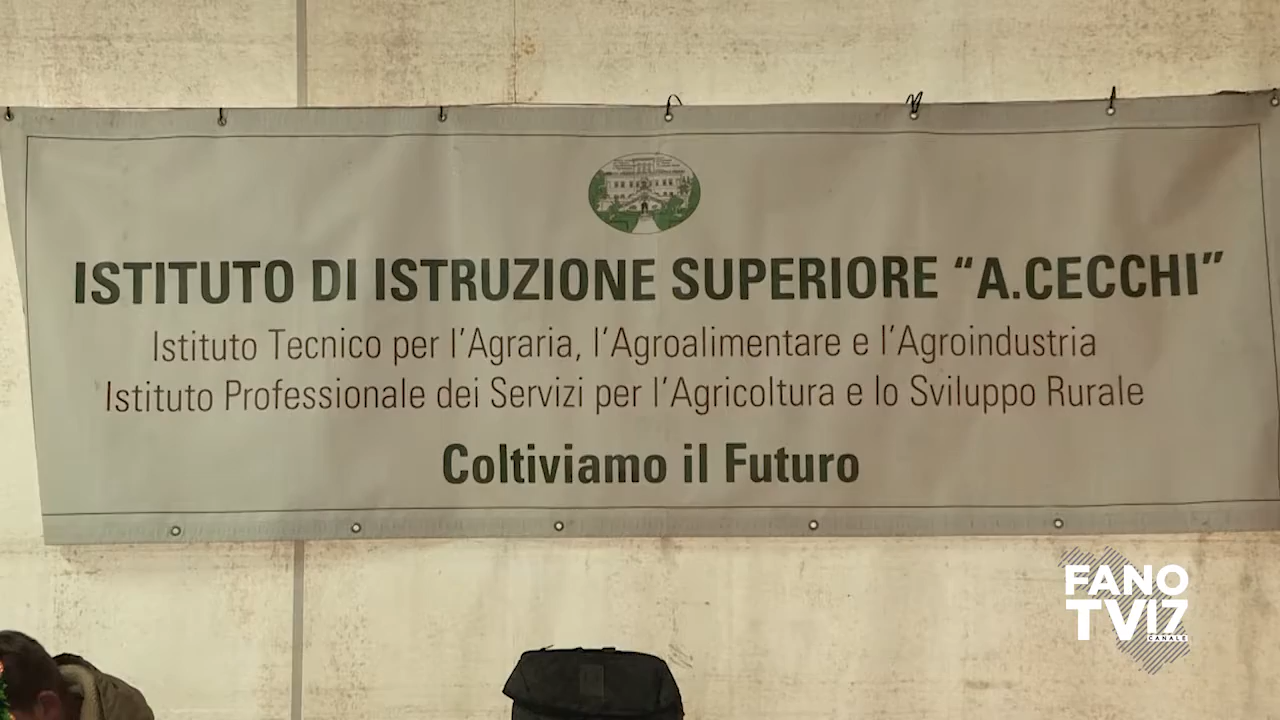 ISTITUTO DI ISTRUZIONE SUPERIORE “A.CECCHI”
Istituto Tecnico per l’Agraria, l’Agroalimentare e l’Agroindustria
Istituto Professionale dei Servizi per l’Agricoltura e lo Sviluppo Rurale
Coltiviamo il Futuro
FANO
TV17
CANALE